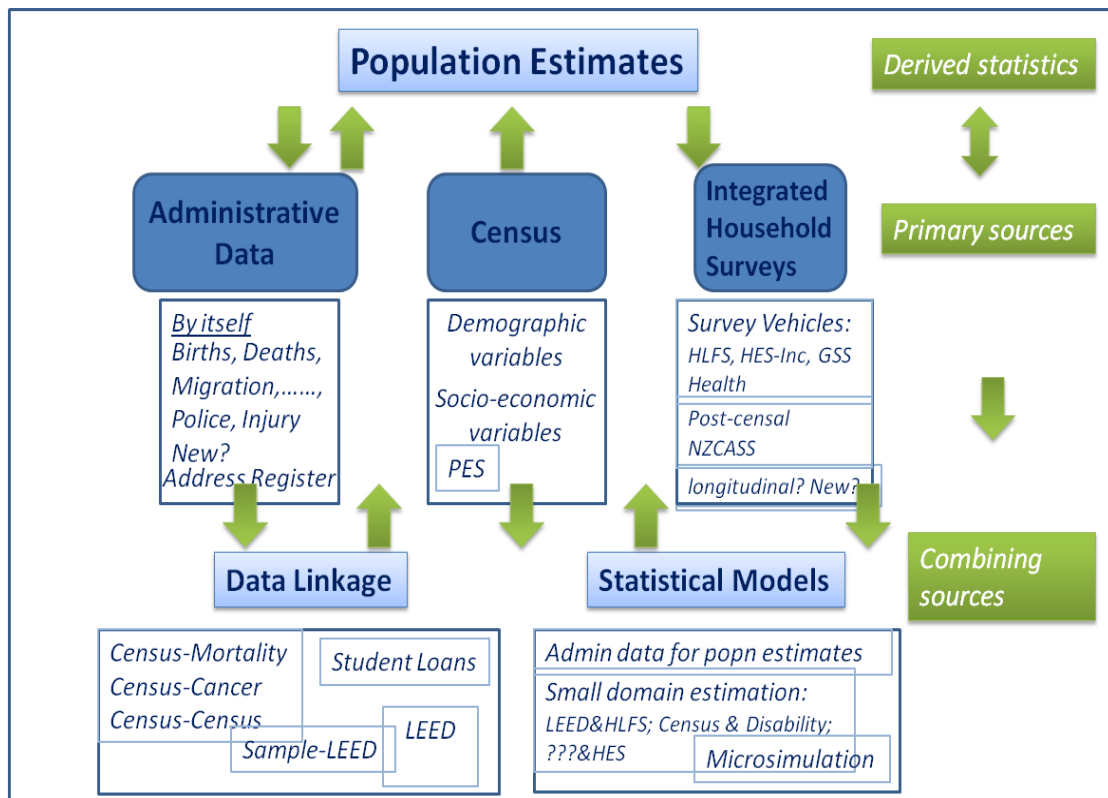 Population Estimates
Derived statistics
Administrative
Data
Census
Integrated
Household
Surveys
Primary sources
By itself
Births, Deaths,
Migration,......,
Police, Injury
New?
Address Register
Demographic
variables
Socio-economic
variables
PES
Survey Vehicles:
HLFS, HES-Inc, GSS
Health
Post-censal
NZCASS
longitudinal? New?
Data Linkage
Statistical Models
Combining
sources
Census-Mortality
Census-Cancer
Census-Census
Student Loans
LEED
Sample-LEED
Admin data for popn estimates
Small domain estimation:
LEED&HLFS; Census & Disability;
???&HES
Microsimulation